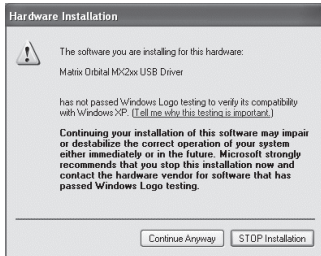 Hardware Installation
The software you are installing for this hardware:
Matrix Orbital MX2xx USB Driver
has not passed Windows Logo testing to verify its compatibility
with Windows XP. (Tell me why this testing is important.)
Continuing your installation of this software may impair
or destabilize the correct operation of your system
either immediately or in the future. Microsoft strongly
recommends that you stop this installation now and
contact the hardware vendor for software that has
passed Windows Logo testing.
Continue Anyway
STOP Installation